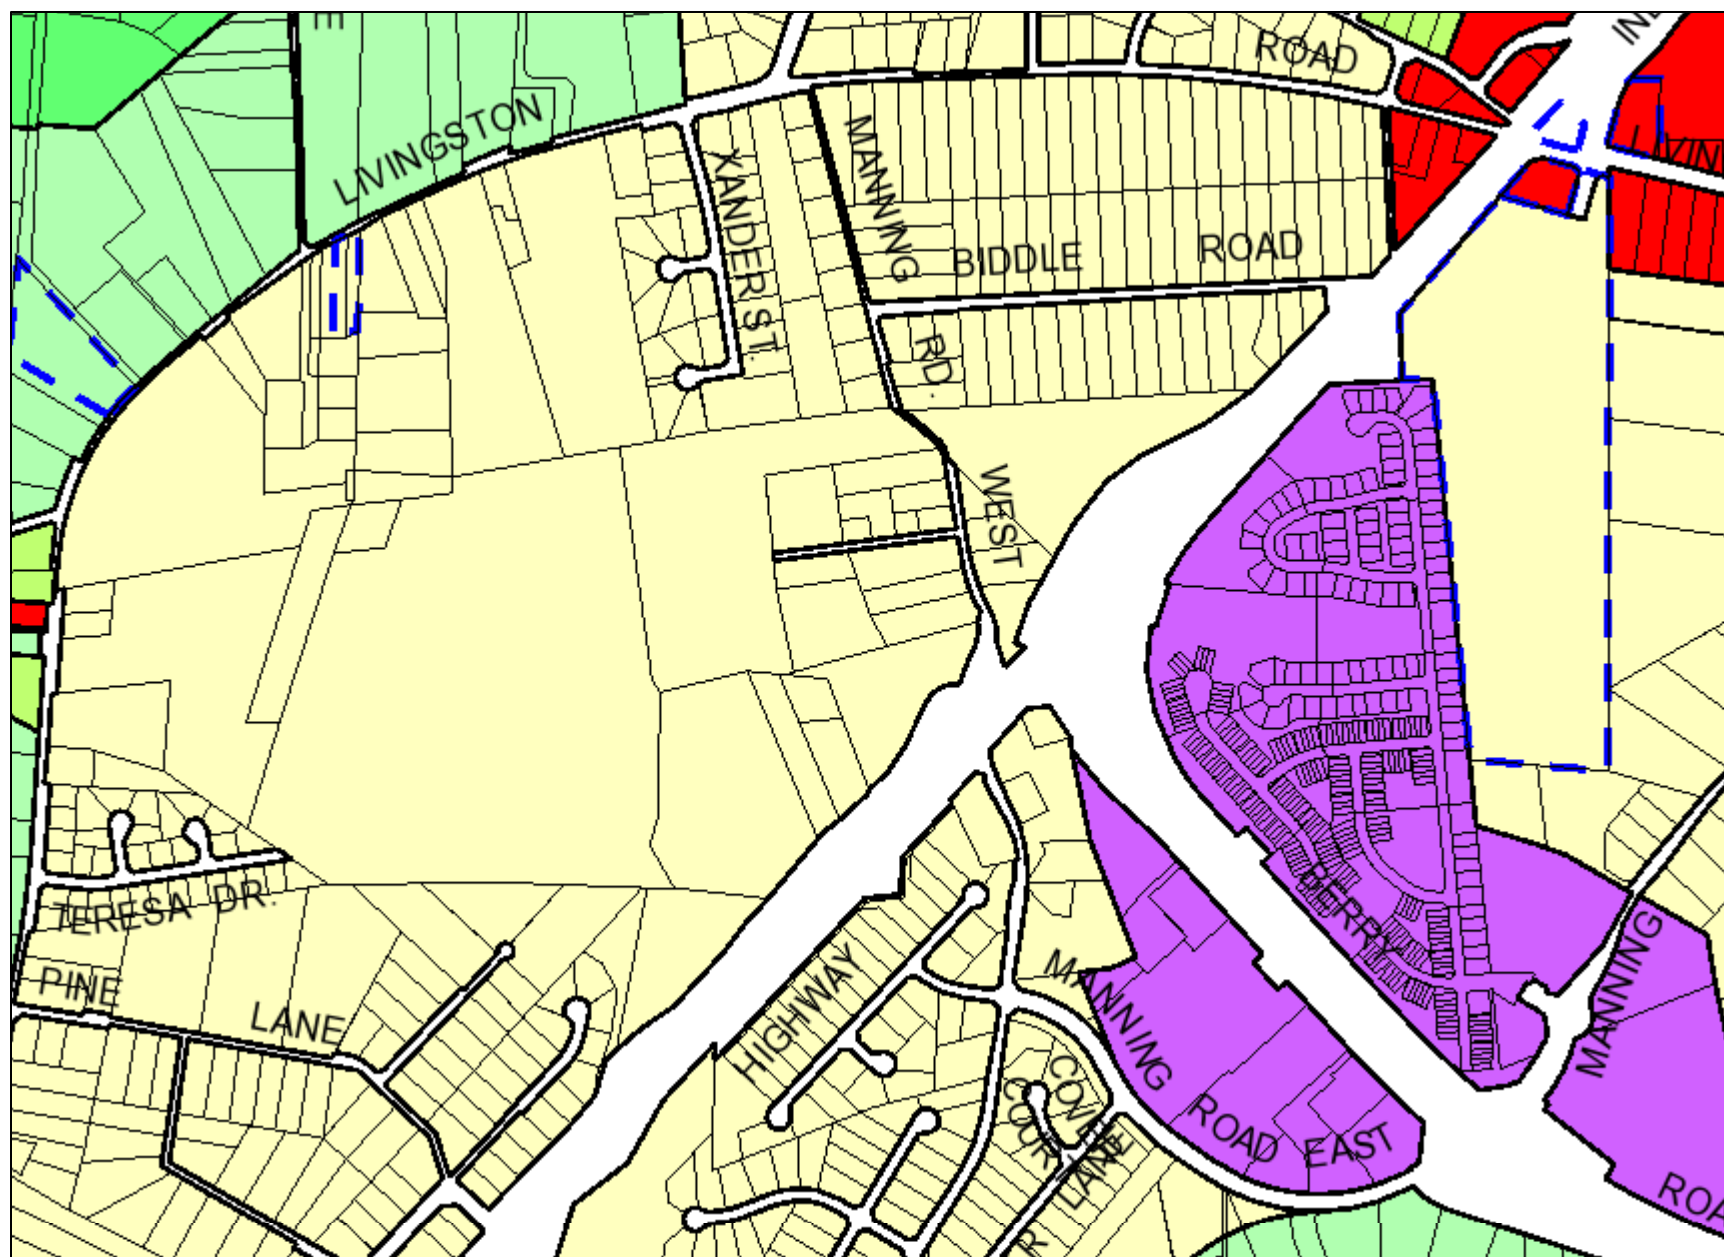 E
ROAD
LIVINGSTON
XANDER ST.
MANNING
RD.
BIDDLE ROAD
WEST
TERESA DR.
PINE LANE
HIGHWAY
BERRY
MANNING
MANNING ROAD EAST
LANE